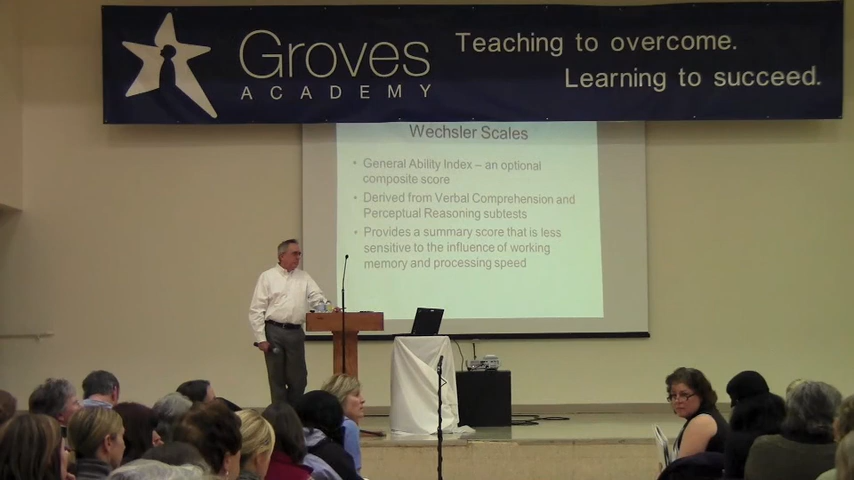 Groves
ACADEMY
Teaching to overcome.
Learning to succeed.
Wechsler Scales
• General Ability Index – an optional
composite score
• Derived from Verbal Comprehension and
Perceptual Reasoning subtests
• Provides a summary score that is less
sensitive to the influence of working
memory and processing speed